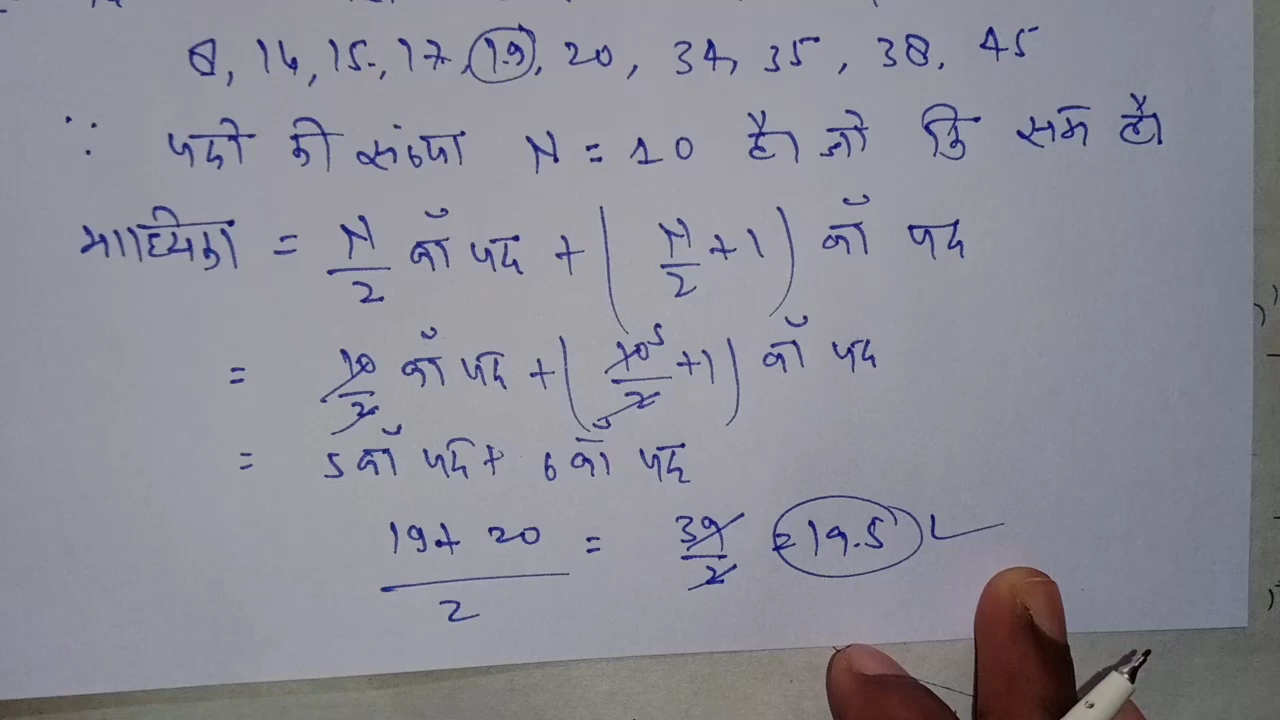 8, 14, 15, 17, 19, 20, 34, 35, 38, 45
∵ पदों की संख्या N = 10 है। जो कि सम है।
माध्यिका = N/2 वाँ पद + (N/2 + 1) वाँ पद
= 10/2 वाँ पद + (10/2 + 1) वाँ पद 5
= 5 वाँ पद + 6 वाँ पद
19 + 20 / 2 = 39/2 = 19.5